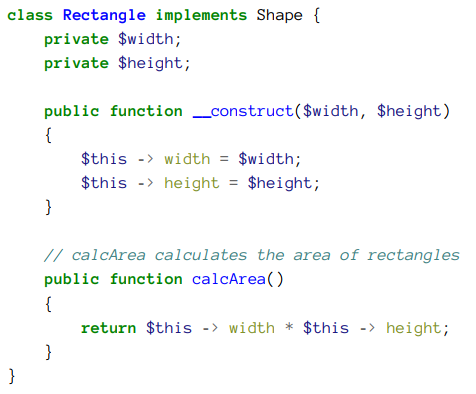 class Rectangle implements Shape {
    private $width;
    private $height;

    public function __construct($width, $height)
    {
        $this -> width = $width;
        $this -> height = $height;
    }

    // calcArea calculates the area of rectangles
    public function calcArea()
    {
        return $this -> width * $this -> height;
    }
}